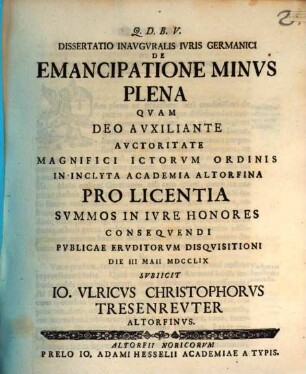 Q. D. B. V.
DISSERTATIO INAVGVRALIS IVRIS GERMANICI
DE
EMANCIPATIONE MINVS
PLENA
QVAM
DEO AVXILIANTE
AVCTORITATE
MAGNIFICI ICTORVM ORDINIS
IN INCLYTA ACADEMIA ALTORFINA
PRO LICENTIA
SVMMOS IN IVRE HONORES
CONSEQVENDI
PVBLICAE ERVDITORVM DISQVISITIONI
DIE III MAII MDCCLIX
SVBIICIT
IO. VLRICVS CHRISTOPHORVS
TRESENREVTER
ALTORFINVS.
ALTORFII NORICORVM
PRELO IO. ADAMI HESSELII ACADEMIAE A TYPIS.